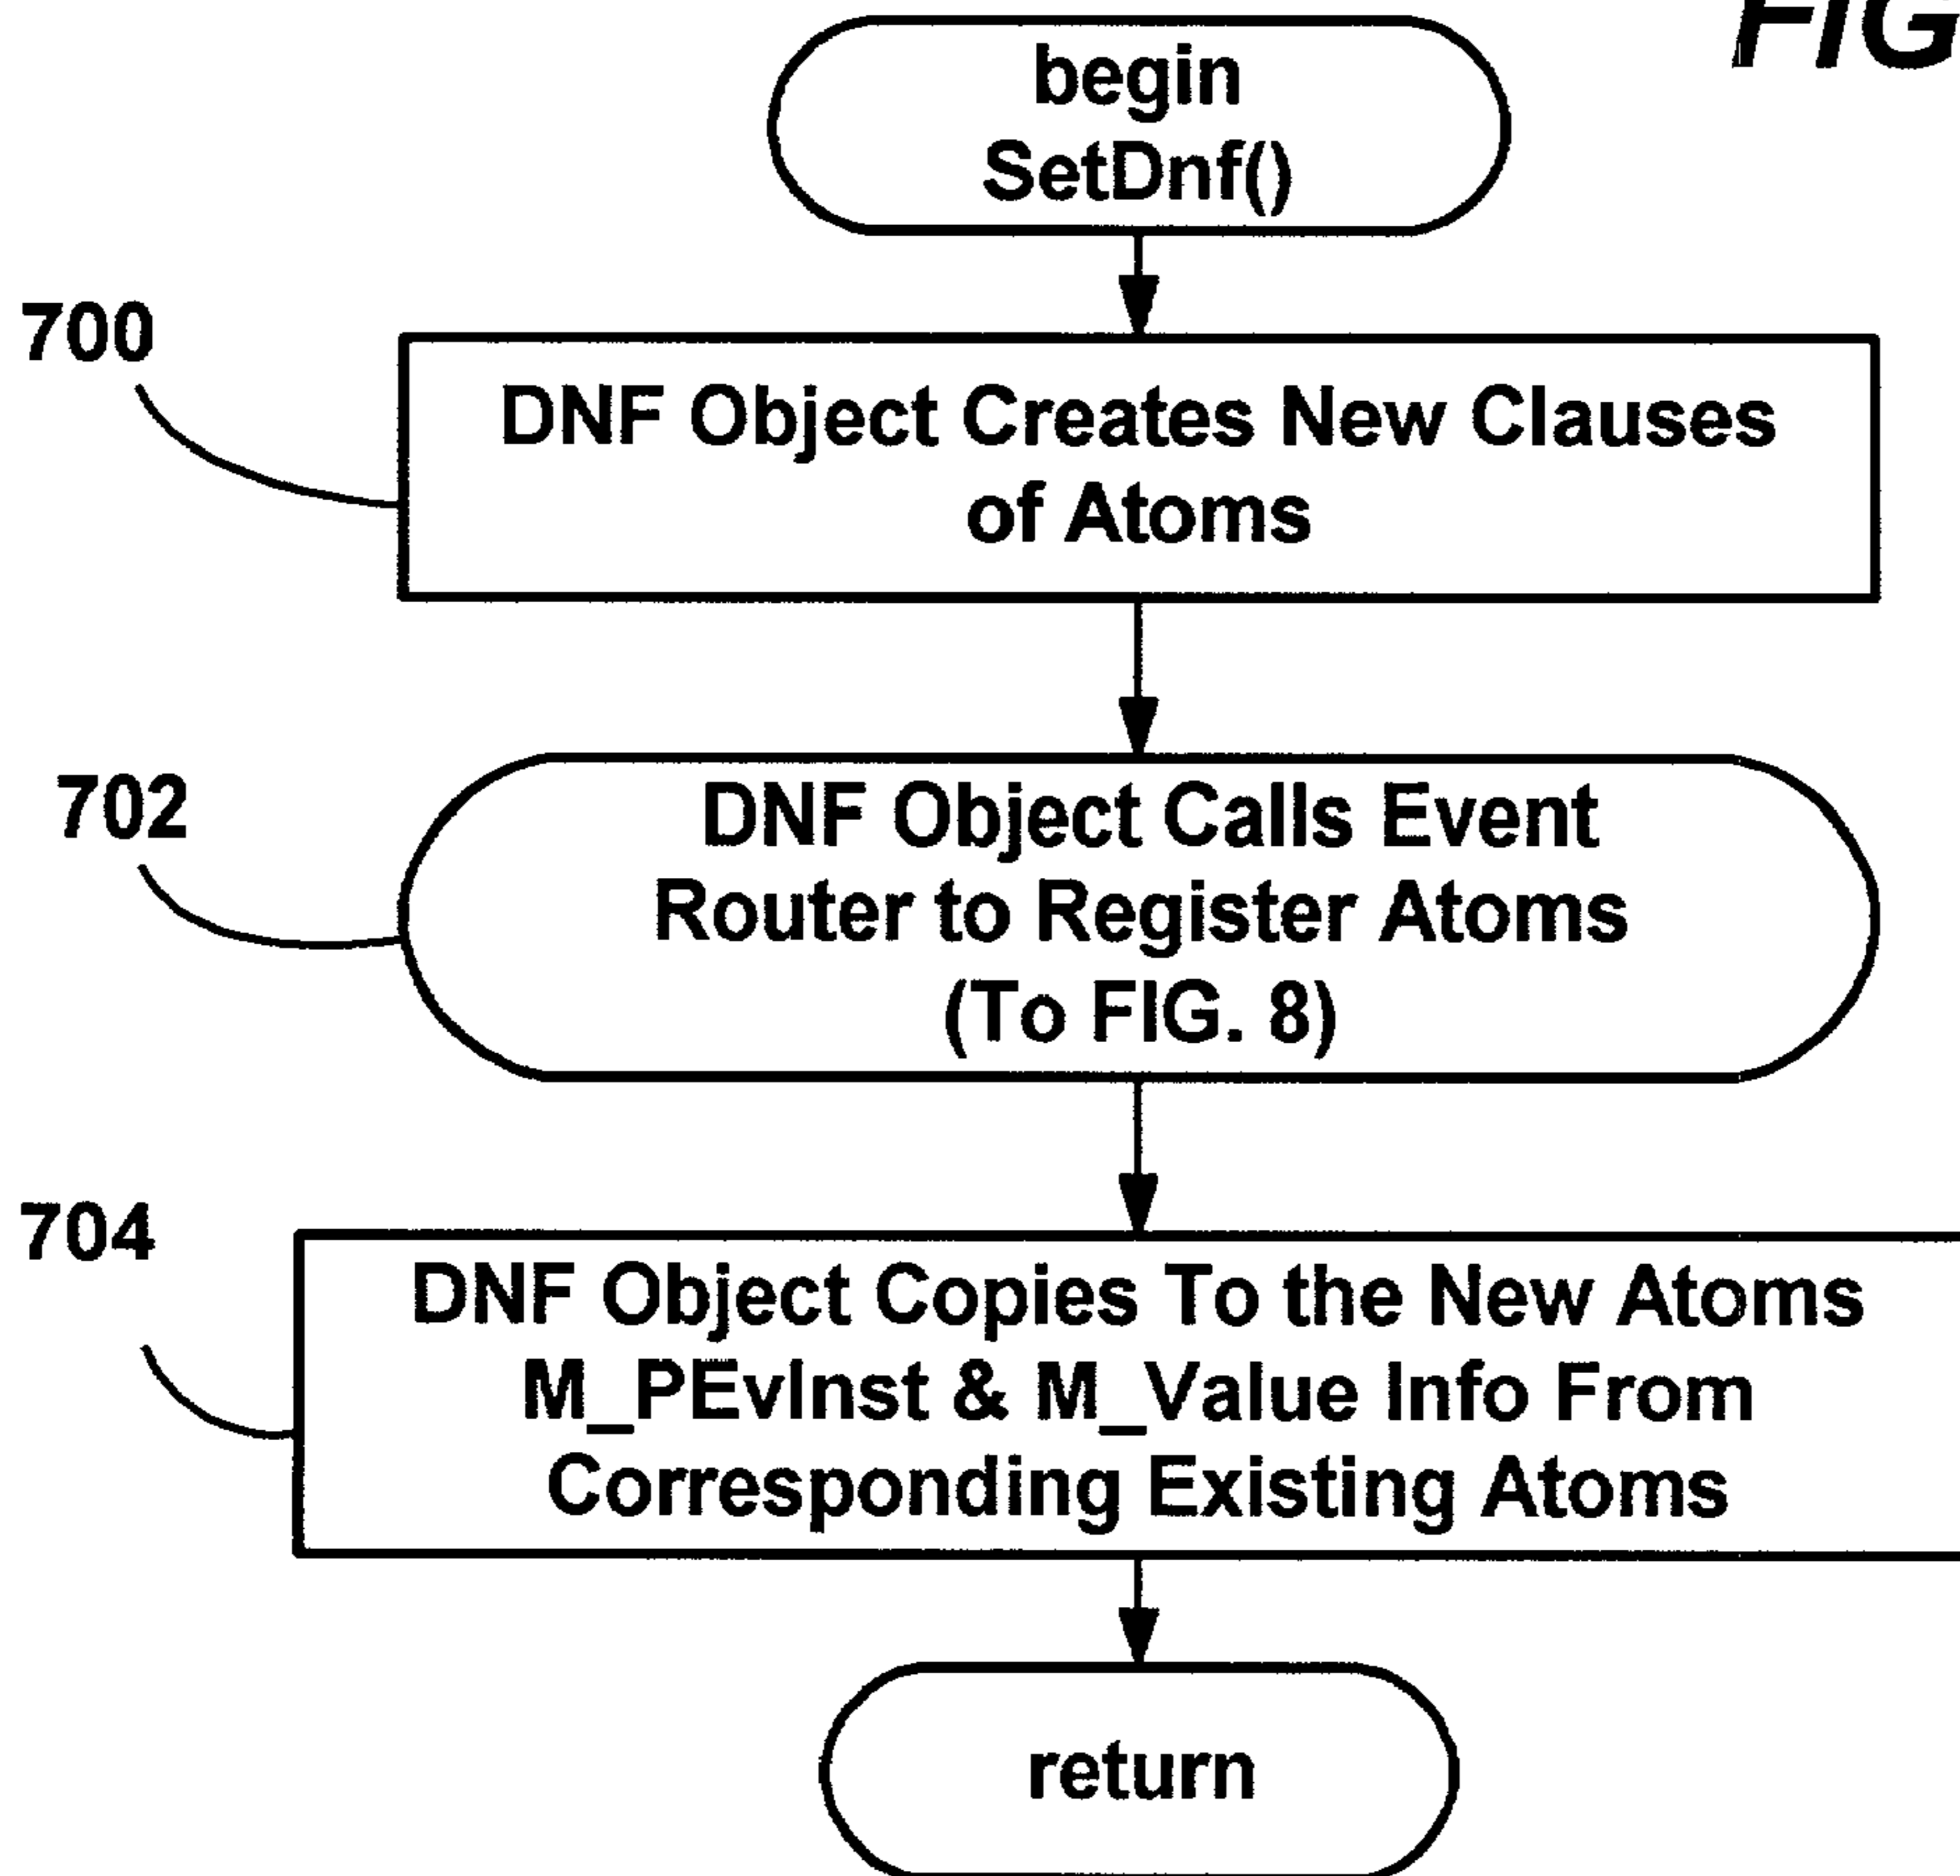 FIG
begin
SetDnf()
700
DNF Object Creates New Clauses
of Atoms
702
DNF Object Calls Event
Router to Register Atoms
(To FIG. 8)
704
DNF Object Copies To the New Atoms
M_PEvInst & M_Value Info From
Corresponding Existing Atoms
return